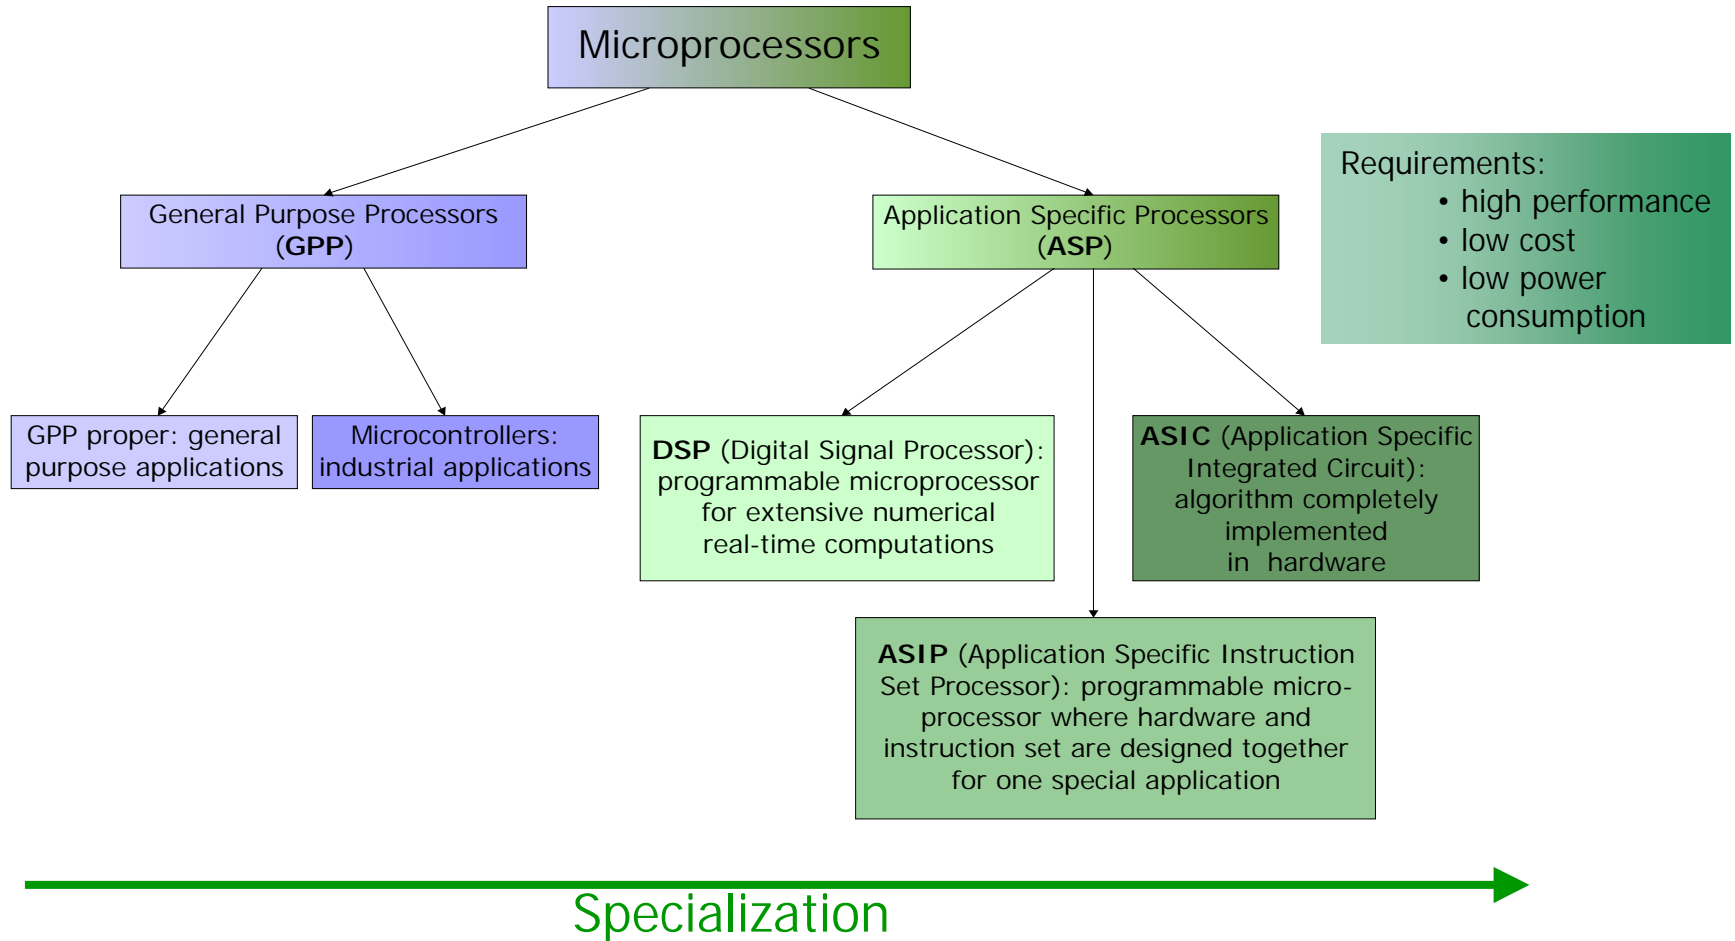 Microprocessors
General Purpose Processors
(GPP)
Application Specific Processors
(ASP)
Requirements:
• high performance
• low cost
• low power
consumption
GPP proper: general
purpose applications
Microcontrollers:
industrial applications
DSP (Digital Signal Processor):
programmable microprocessor
for extensive numerical
real-time computations
ASIC (Application Specific
Integrated Circuit):
algorithm completely
implemented
in hardware
ASIP (Application Specific Instruction
Set Processor): programmable micro-
processor where hardware and
instruction set are designed together
for one special application
Specialization